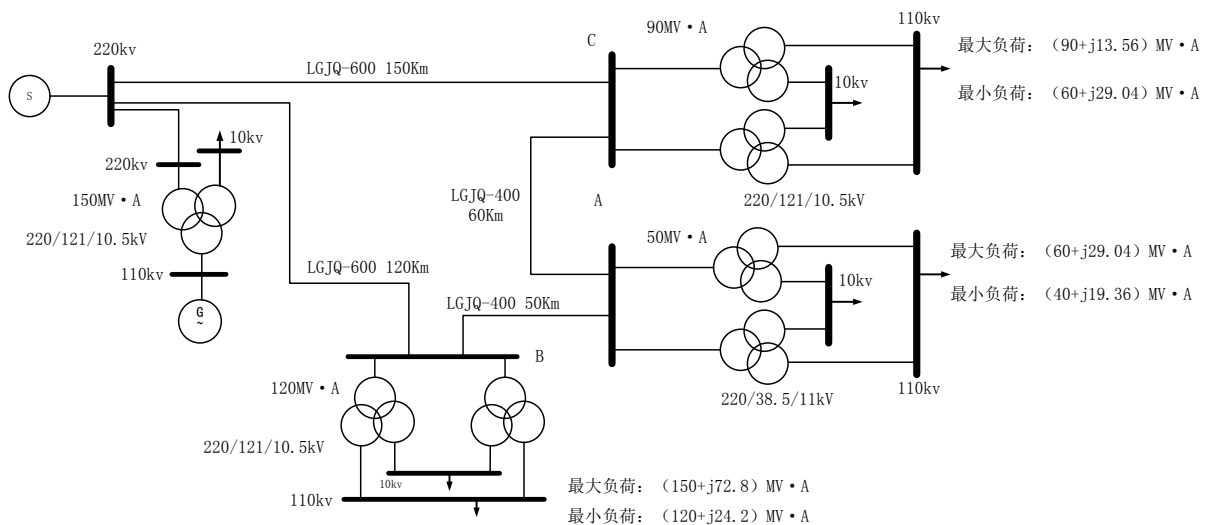 220kv
S
LGJQ-600 150Km
C
90MV·A
110kv
最大负荷：（90+j13.56）MV·A
最小负荷：（60+j29.04）MV·A
10kv
220/121/10.5kV
10kv
220kv
150MV·A
220/121/10.5kV
110kv
G
~
LGJQ-400
60Km
A
50MV·A
最大负荷：（60+j29.04）MV·A
最小负荷：（40+j19.36）MV·A
10kv
220/38.5/11kV
110kv
LGJQ-600 120Km
LGJQ-400 50Km
B
120MV·A
220/121/10.5kV
10kv
110kv
最大负荷：（150+j72.8）MV·A
最小负荷：（120+j24.2）MV·A